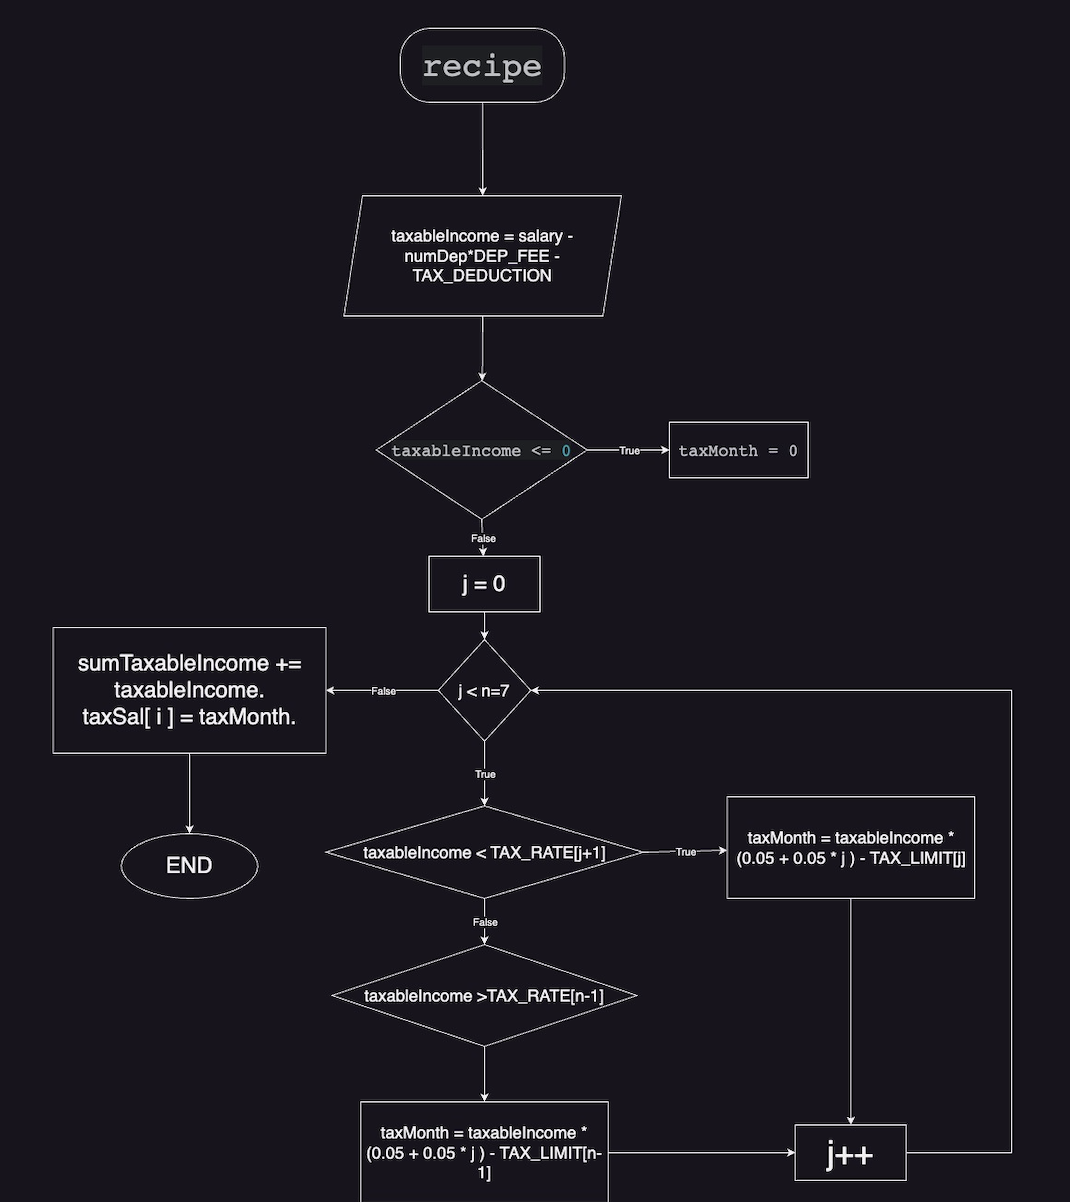 recipe
taxableIncome = salary -
numDep*DEP_FEE -
TAX_DEDUCTION
taxableIncome <= 0
True
taxMonth = 0
False
j = 0
sumTaxableIncome +=
taxableIncome.
taxSal[ i ] = taxMonth.
False
j < n=7
True
END
taxableIncome < TAX_RATE[j+1]
True
taxMonth = taxableIncome *
(0.05 + 0.05 * j ) - TAX_LIMIT[j]
False
taxableIncome >TAX_RATE[n-1]
taxMonth = taxableIncome *
(0.05 + 0.05 * j ) - TAX_LIMIT[n-
1]
j++